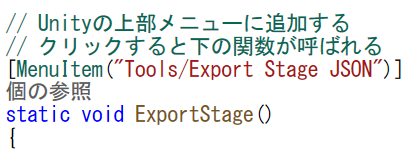 // Unityの上部メニューに追加する
// クリックすると下の関数が呼ばれる
[MenuItem("Tools/Export Stage JSON")]
個の参照
static void ExportStage()
{